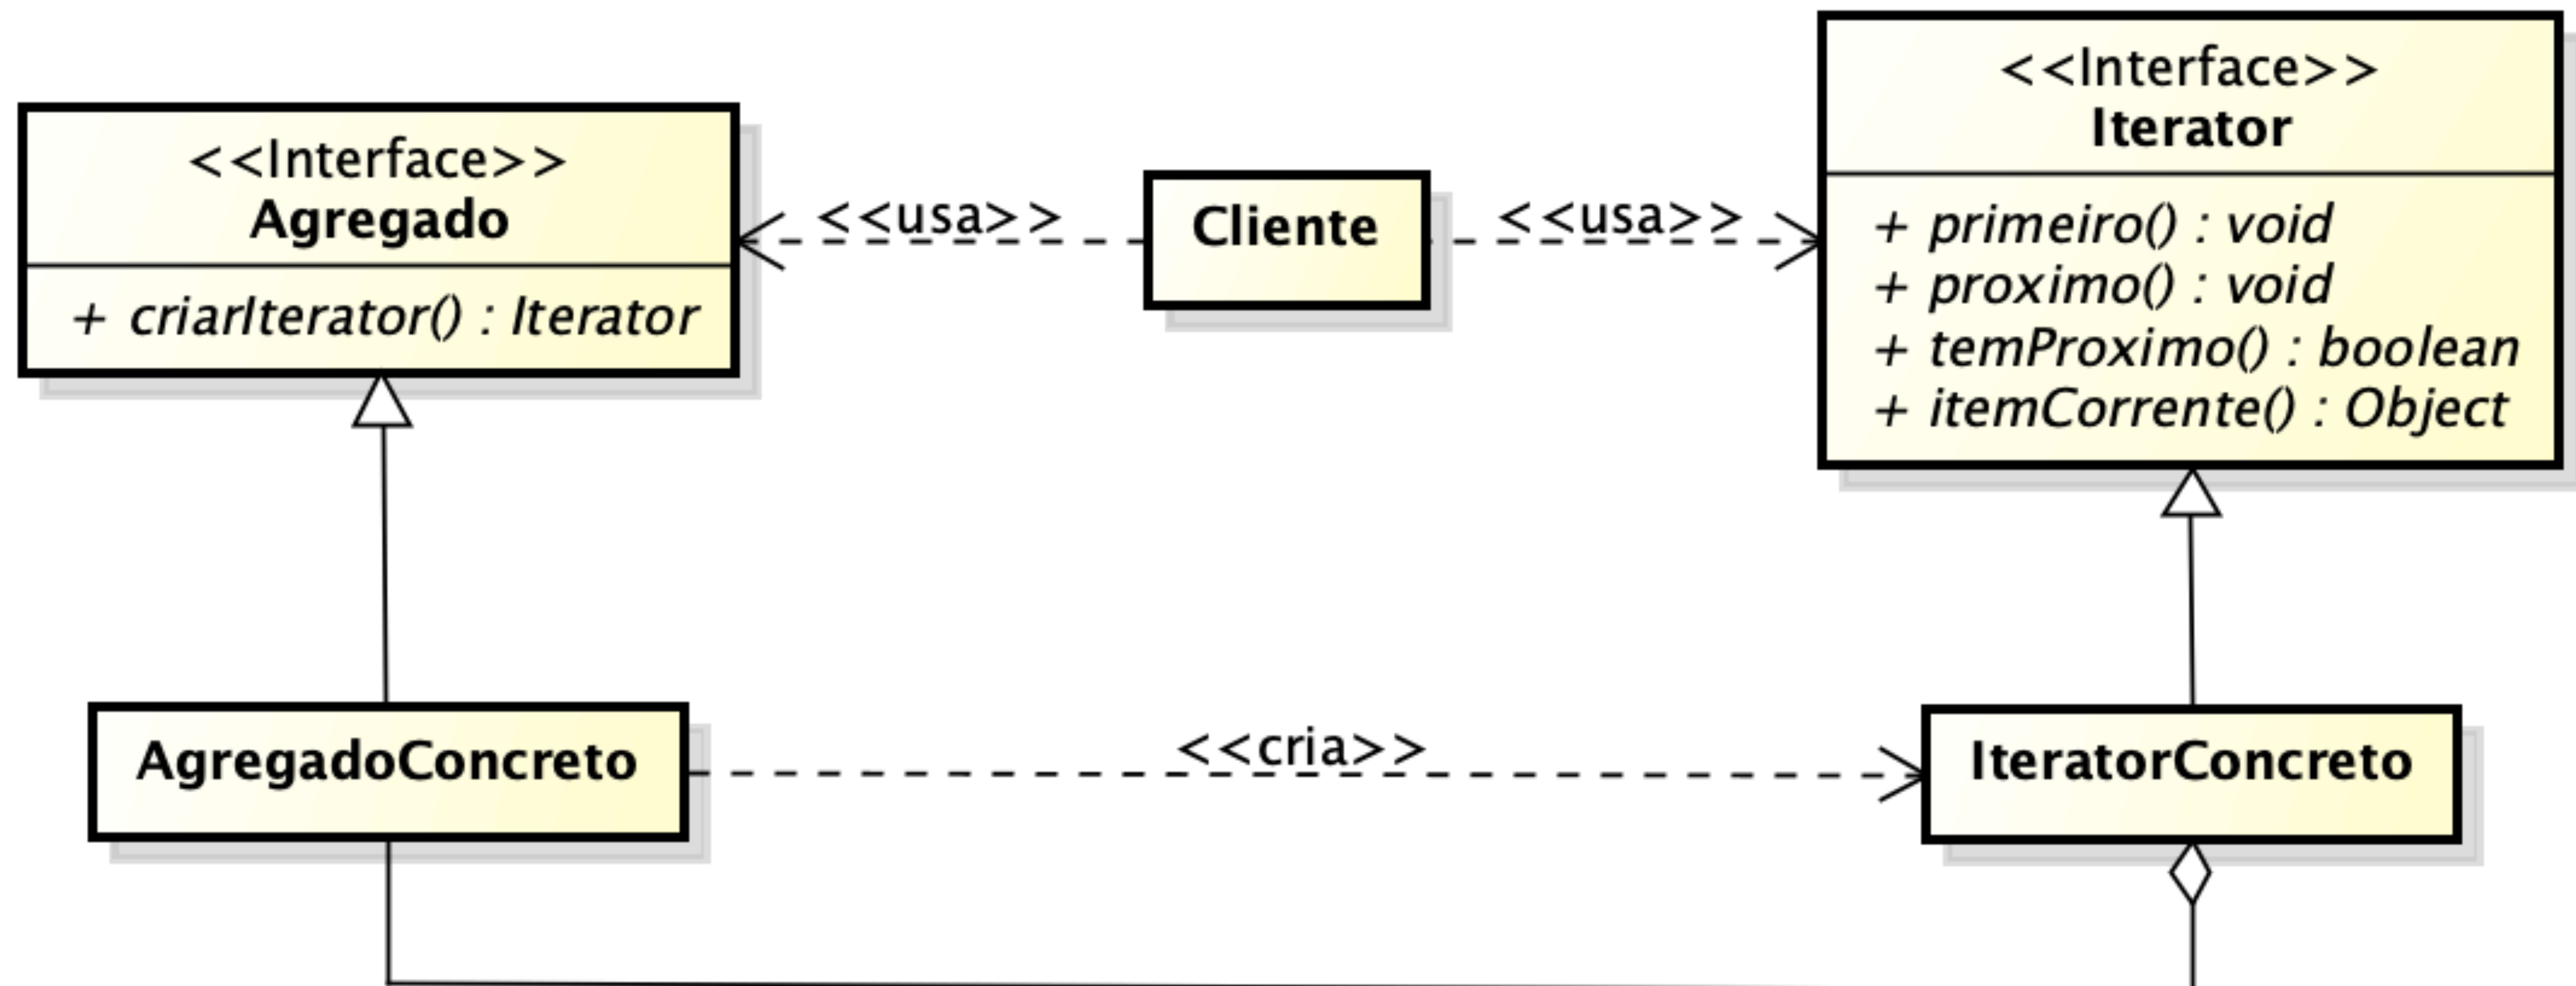 <<Interface>>
Agregado
+ criarIterator() : Iterator
<<usa>>
Cliente
<<usa>>
<<Interface>>
Iterator
+ primeiro() : void
+ proximo() : void
+ temProximo() : boolean
+ itemCorrente() : Object
AgregadoConcreto
<<cria>>
IteratorConcreto